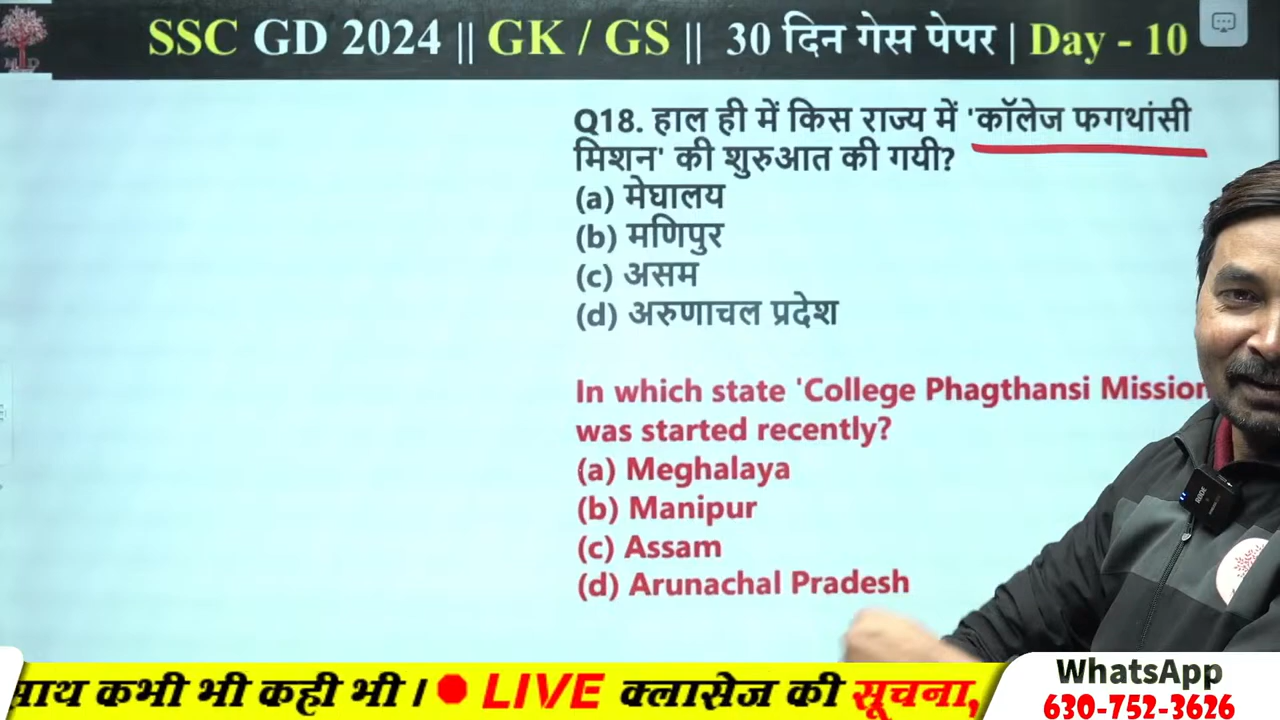 SSC GD 2024 || GK / GS || 30 दिन गेस पेपर | Day - 10
Q18. हाल ही में किस राज्य में 'कॉलेज फगथांसी
मिशन' की शुरुआत की गयी?
(a) मेघालय
(b) मणिपुर
(c) असम
(d) अरुणाचल प्रदेश
In which state 'College Phagthansi Mission
was started recently?
(a) Meghalaya
(b) Manipur
(c) Assam
(d) Arunachal Pradesh
साथ कभी भी कही भी । LIVE क्लासेज की सूचना,
WhatsApp
630-752-3626